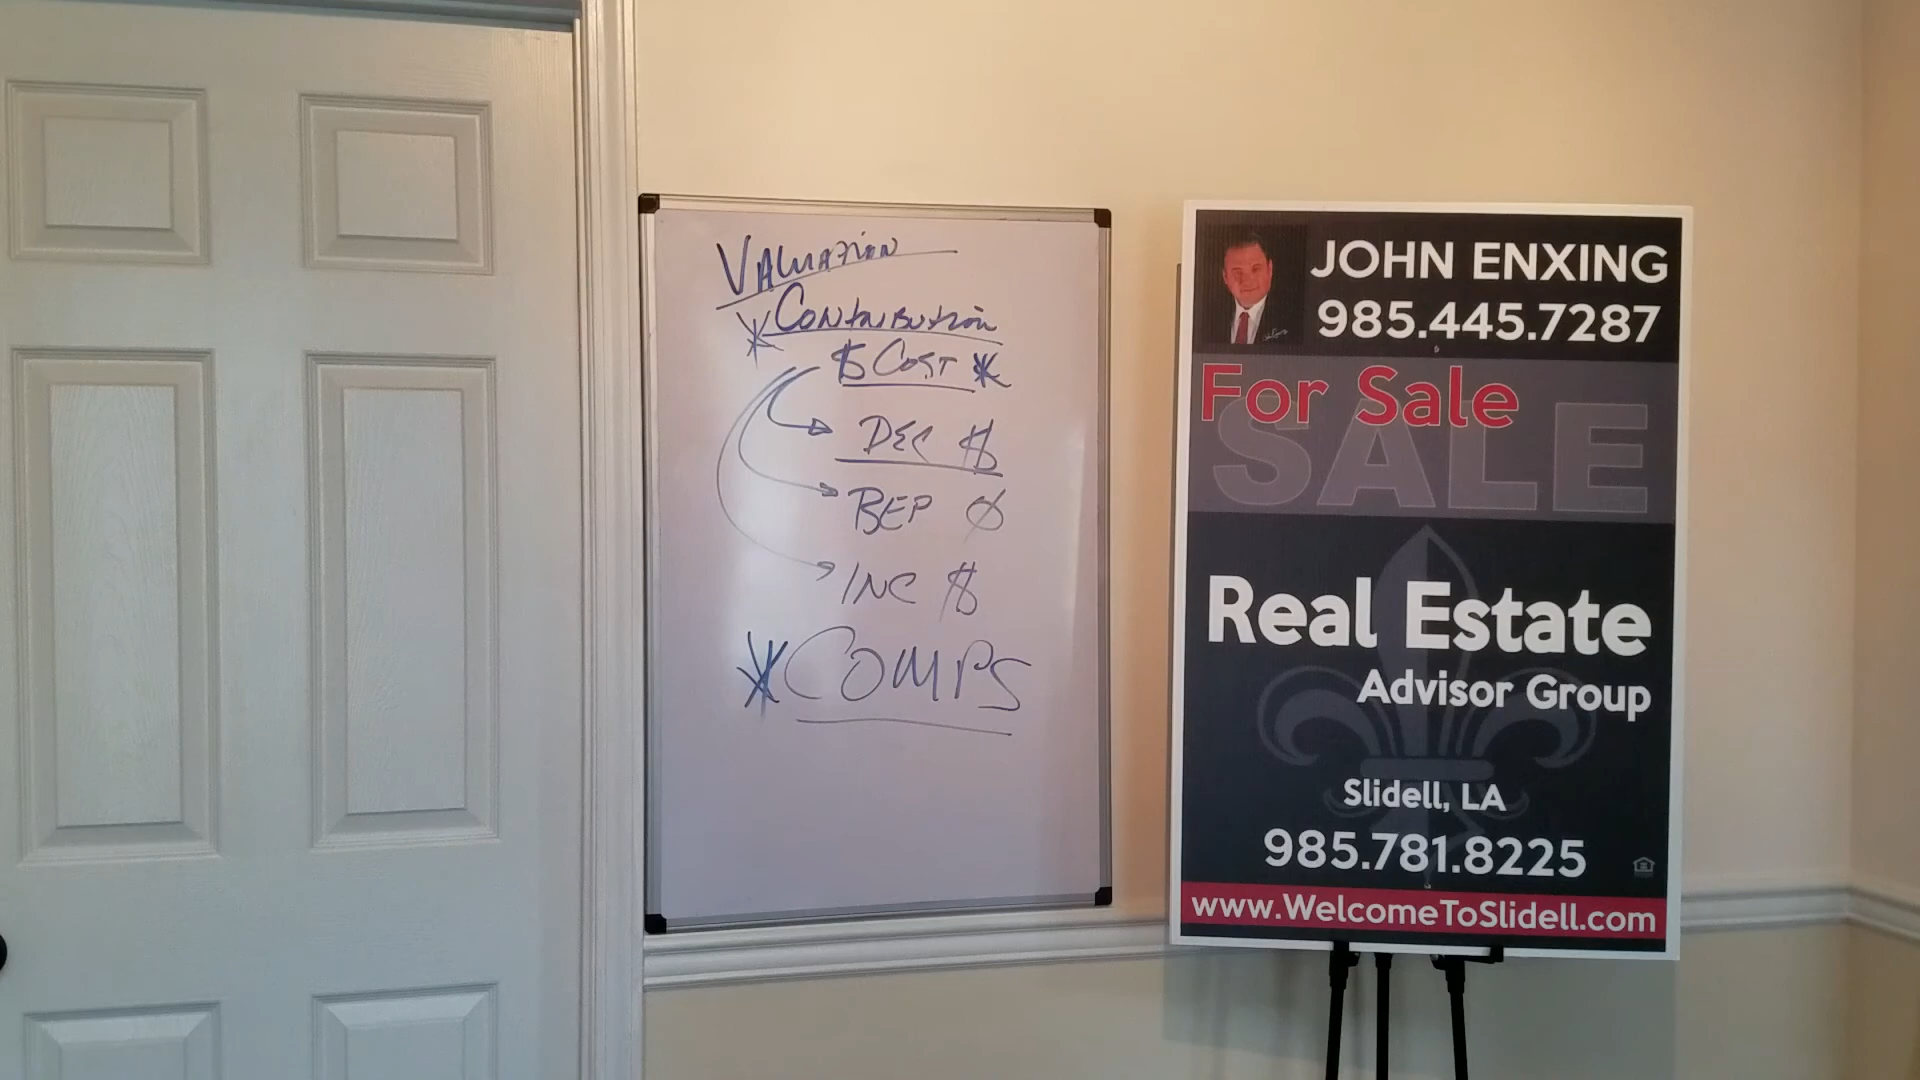 VALUATION
* CONTRIBUTION
$ COST *
DEC $
BEP Ø
INC $
* COMPS
JOHN ENXING
985.445.7287
For Sale
SALE
Real Estate
Advisor Group
Slidell, LA
985.781.8225
www.WelcomeToSlidell.com